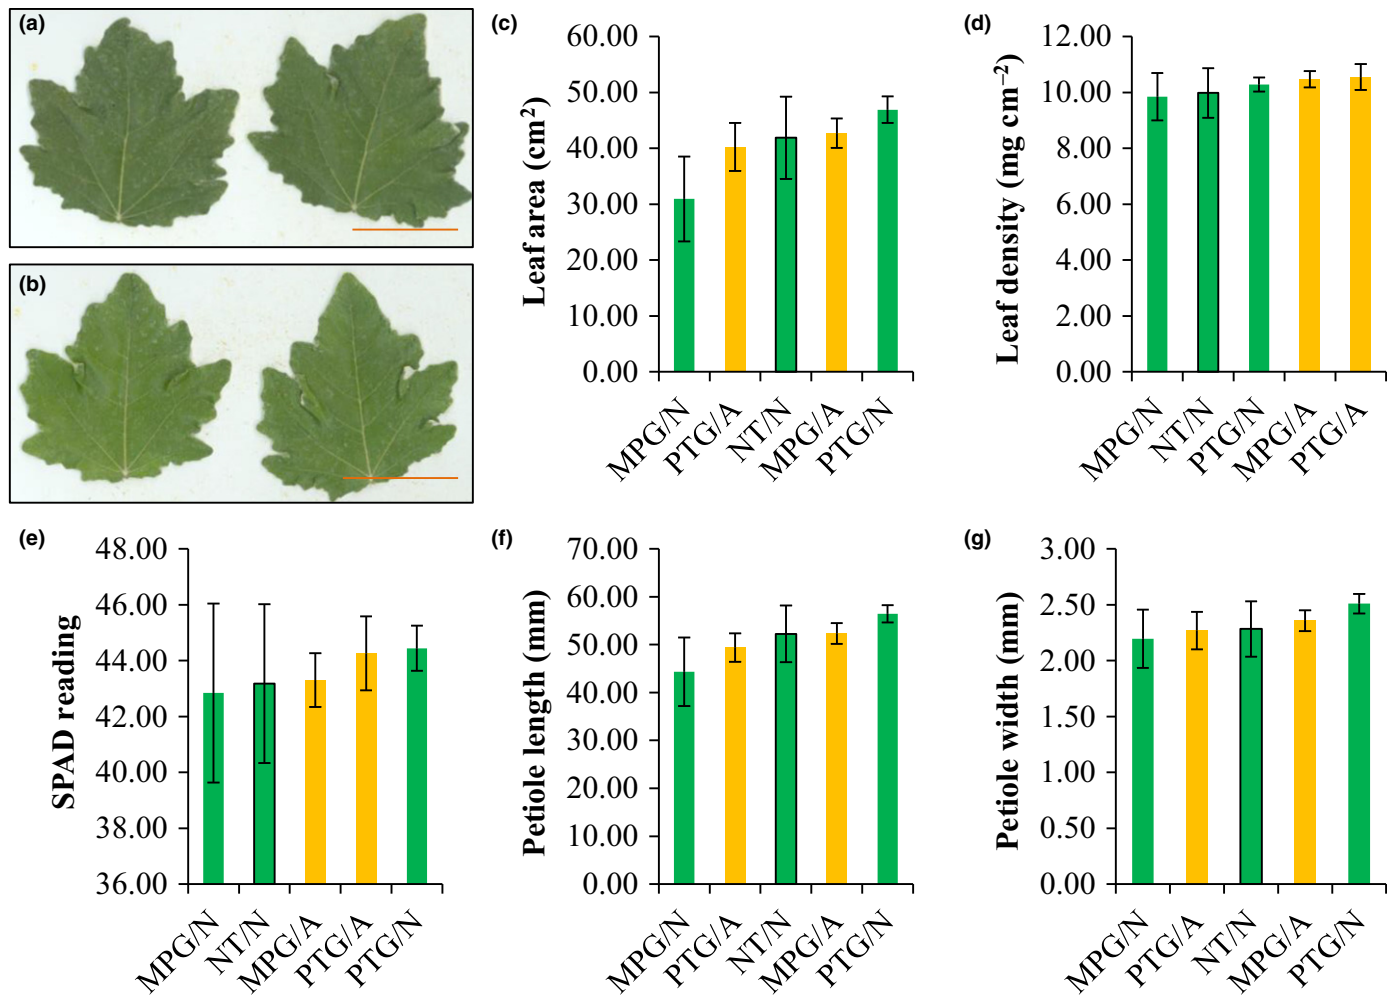 (a)
(b)
(c)
Leaf area (cm²)
60.00
50.00
40.00
30.00
20.00
10.00
0.00
MPG/N
PTG/A
NT/N
MPG/A
PTG/N
(d)
Leaf density (mg cm⁻²)
12.00
10.00
8.00
6.00
4.00
2.00
0.00
MPG/N
NT/N
PTG/N
MPG/A
PTG/A
(e)
SPAD reading
48.00
46.00
44.00
42.00
40.00
38.00
36.00
MPG/N
NT/N
MPG/A
PTG/A
PTG/N
(f)
Petiole length (mm)
70.00
60.00
50.00
40.00
30.00
20.00
10.00
0.00
MPG/N
PTG/A
NT/N
MPG/A
PTG/N
(g)
Petiole width (mm)
3.00
2.50
2.00
1.50
1.00
0.50
0.00
MPG/N
PTG/A
NT/N
MPG/A
PTG/N